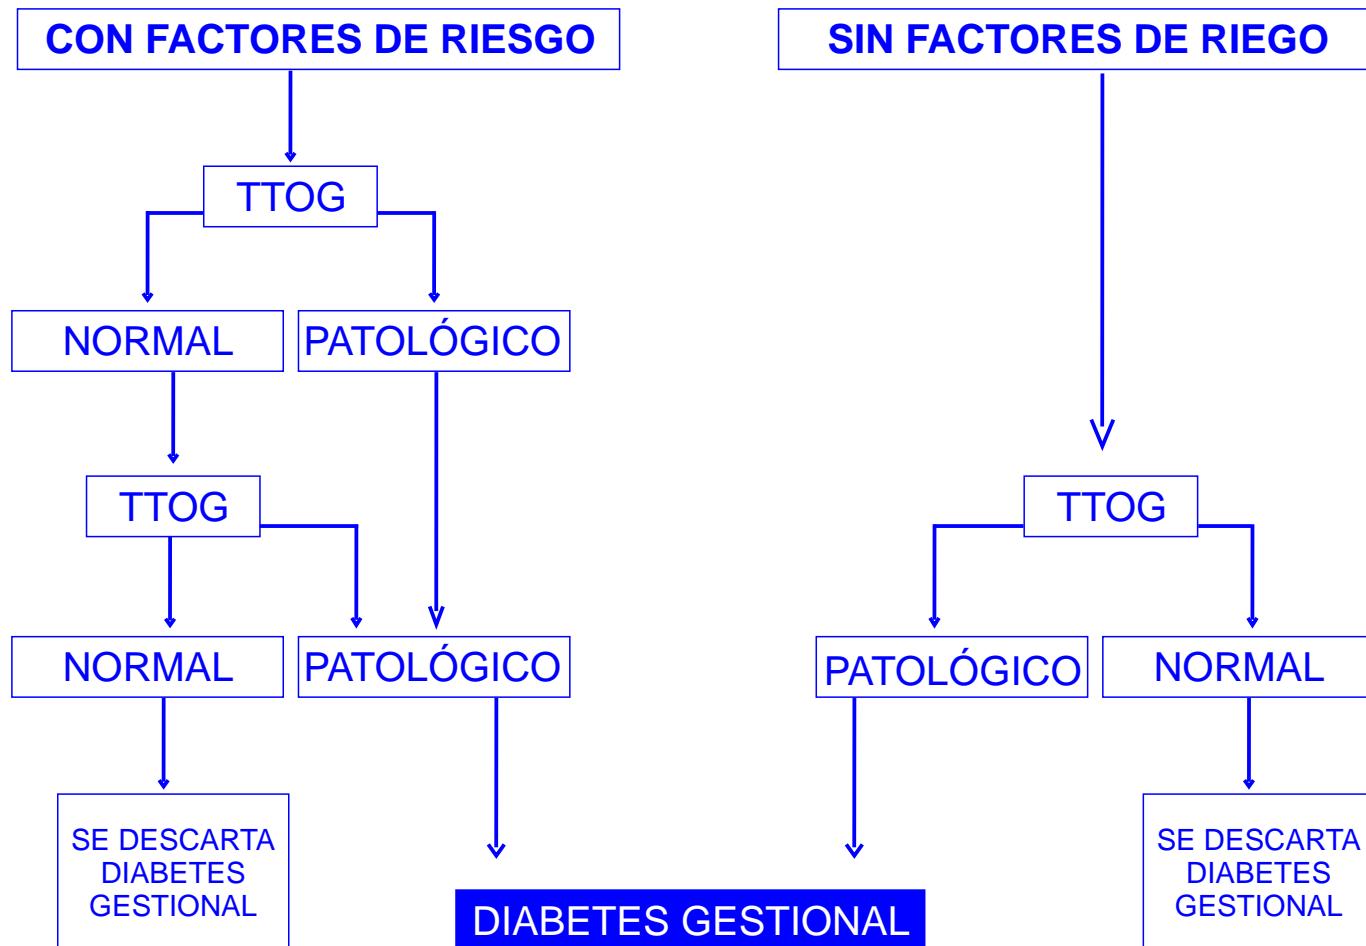 CON FACTORES DE RIESGO
SIN FACTORES DE RIEGO
TTOG
NORMAL
PATOLÓGICO
TTOG
TTOG
NORMAL
PATOLÓGICO
PATOLÓGICO
NORMAL
SE DESCARTA
DIABETES
GESTIONAL
SE DESCARTA
DIABETES
GESTIONAL
DIABETES GESTIONAL